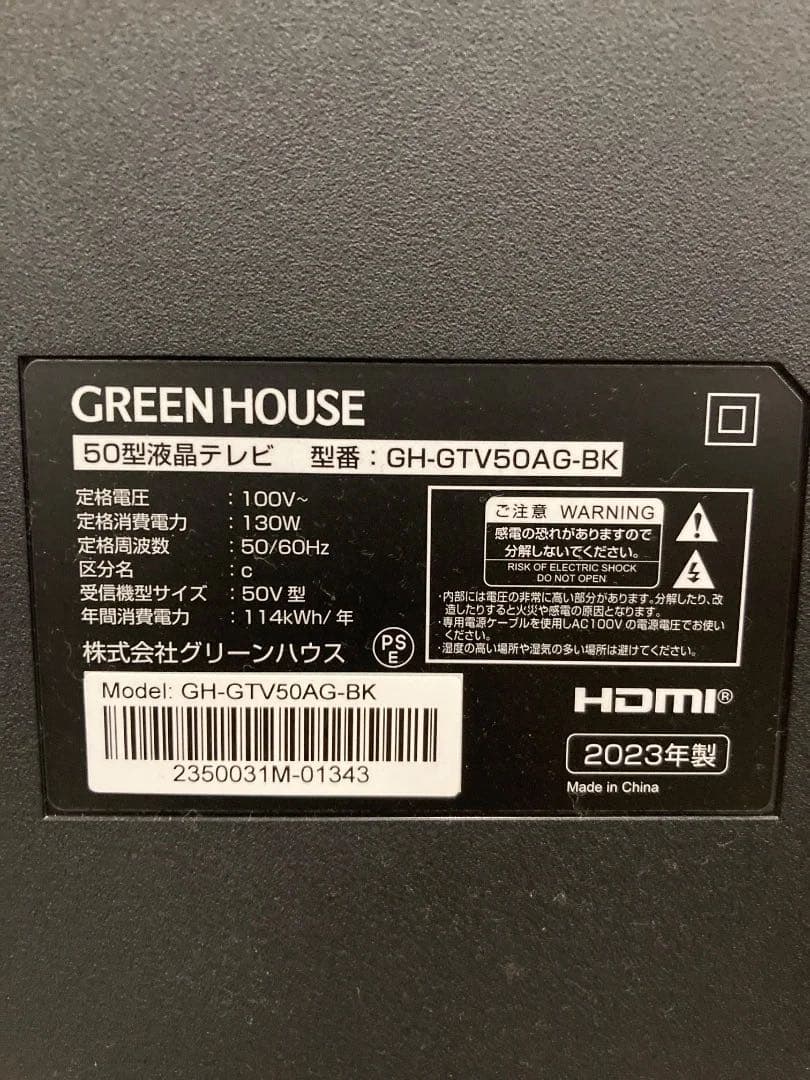 GREEN HOUSE
50型液晶テレビ 型番：GH-GTV50AG-BK
定格電圧 ：100V~
定格消費電力 ：130W
定格周波数 ：50/60Hz
区分名 ：c
受信機型サイズ ：50V 型
年間消費電力 ：114kWh/年
株式会社グリーンハウス
PS
E
ご注意 WARNING
感電の恐れがありますので
分解しないでください。
RISK OF ELECTRIC SHOCK
DO NOT OPEN
・内部には電圧の非常に高い部分があります。分解したり、改
造したりすると火災や感電の原因となります。
・専用電源ケーブルを使用しAC100Vの電源電圧でお使い
ください。
・湿度の高い場所や湿気の多い場所は避けてください。
Model: GH-GTV50AG-BK
2350031M-01343
HDMI®
2023年製
Made in China